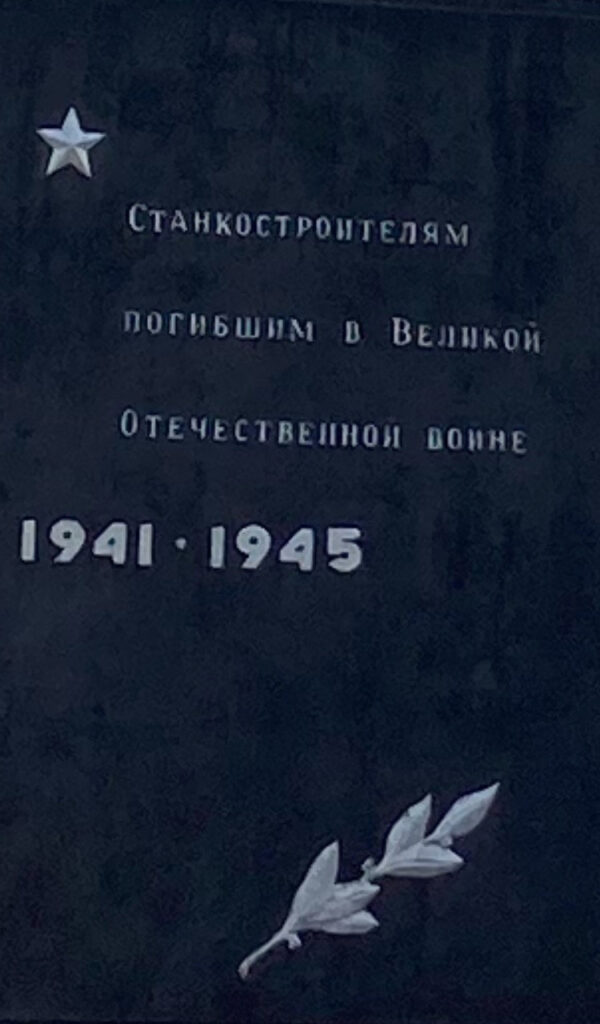 Станкостроителям
погибшим в Великой
Отечественной войне
1941·1945